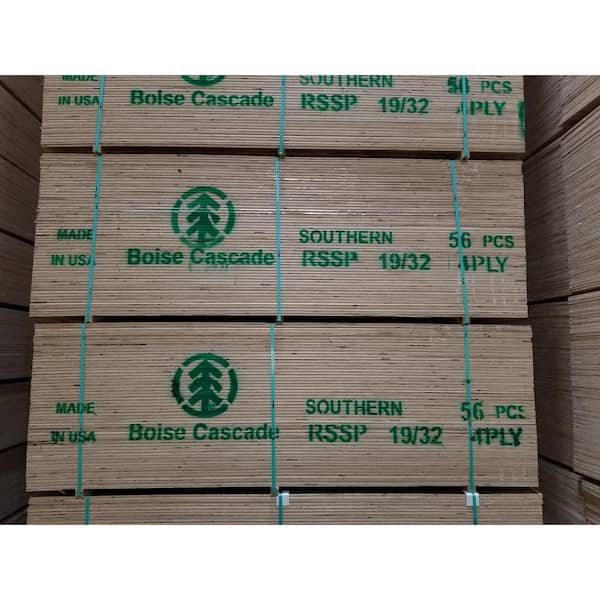 MADE
IN USA
Boise Cascade
SOUTHERN
RSSP 19/32
56 PCS
4PLY
MADE
IN USA
Boise Cascade
SOUTHERN
RSSP 19/32
56 PCS
4PLY
MADE
IN USA
Boise Cascade
SOUTHERN
RSSP 19/32
56 PCS
4PLY